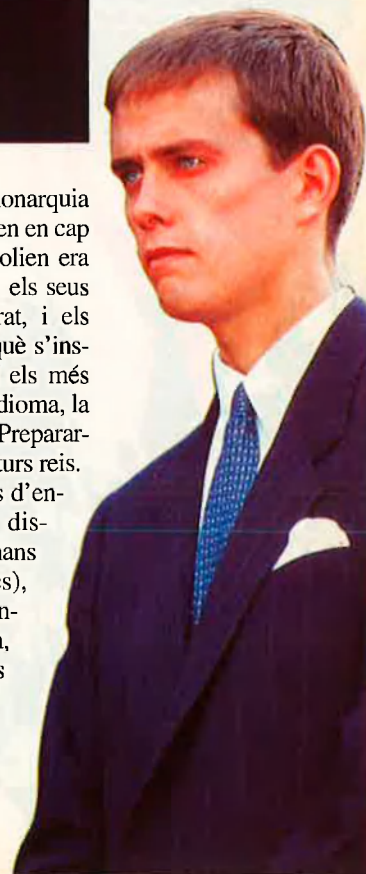 onarquia
en en cap
olien era
els seus
rat, i els
què s'ins-
els més
dioma, la
Preparar-
turs reis.
s d'en-
dis-
nans
es),
n-
a,
s